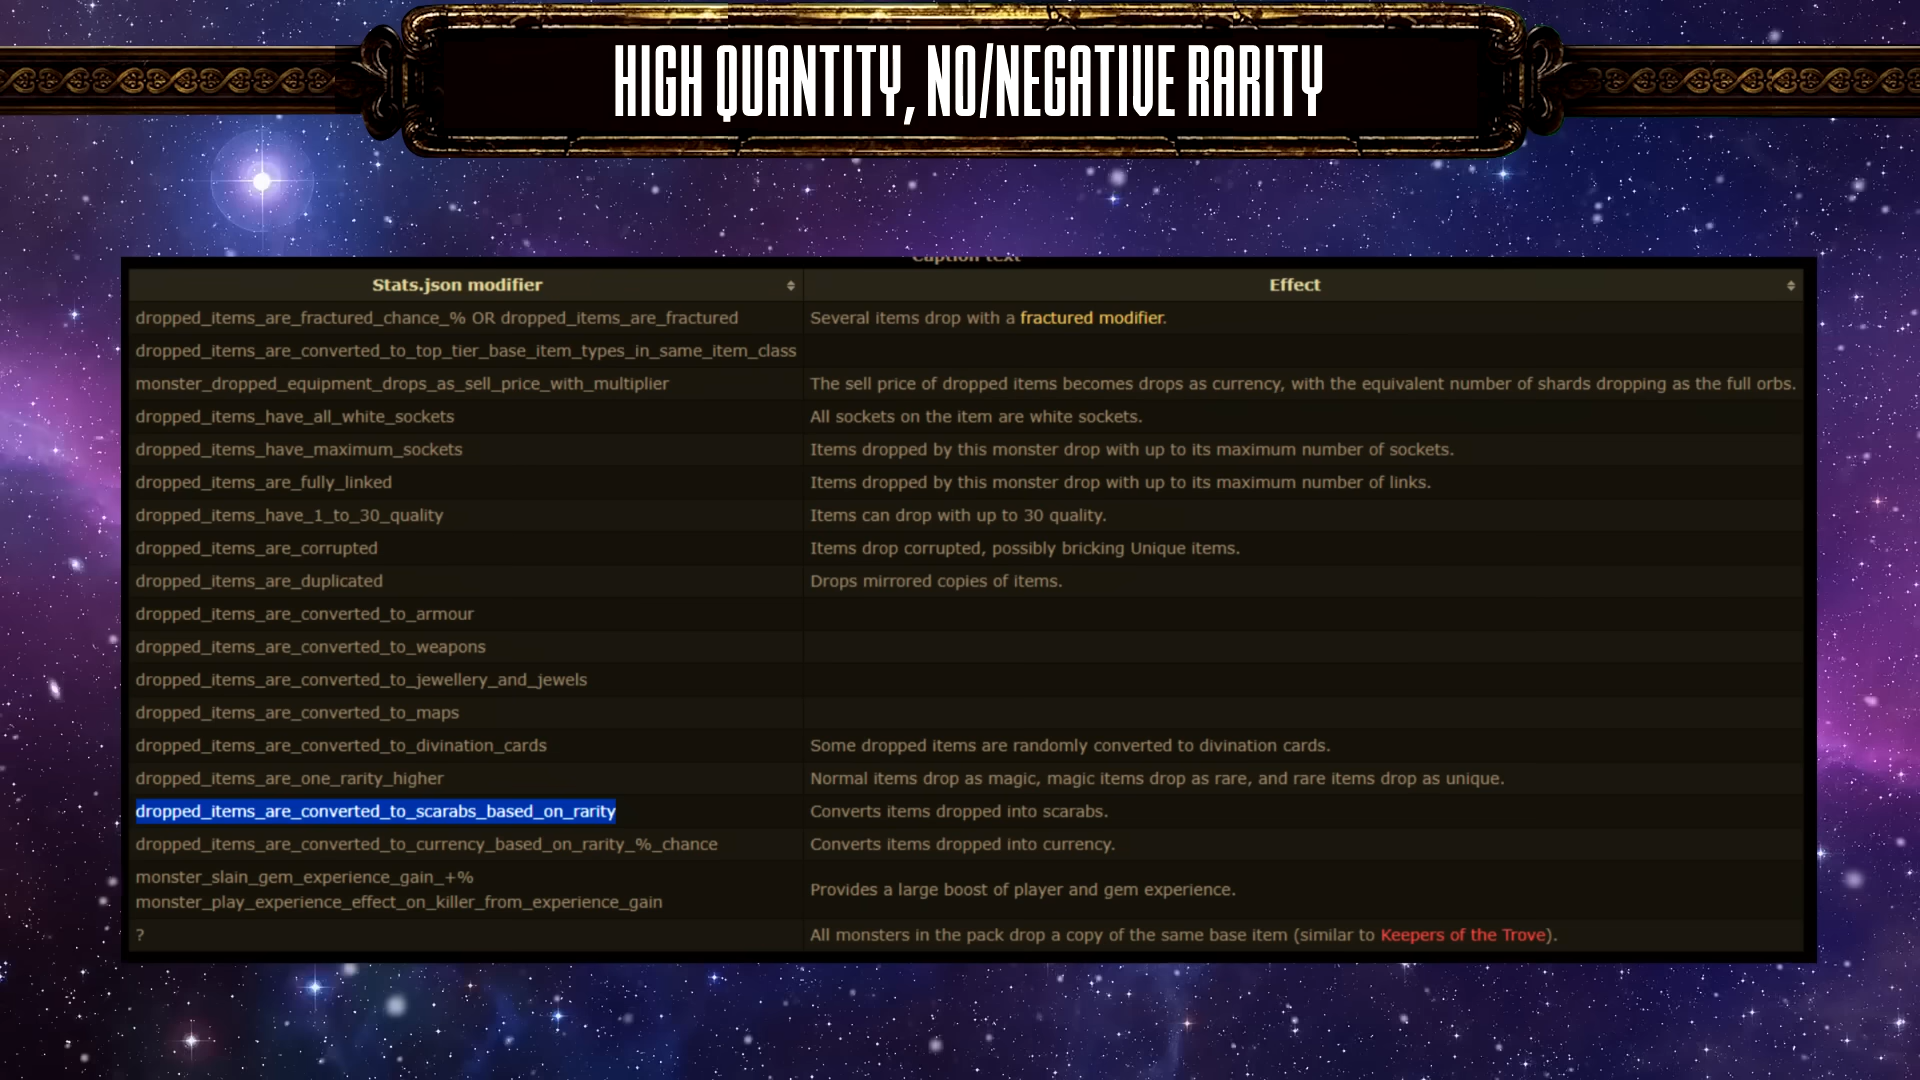 HIGH QUANTITY, NO/NEGATIVE RARITY
Caption text
Stats.json modifier Effect
dropped_items_are_fractured_chance_% OR dropped_items_are_fractured Several items drop with a fractured modifier.
dropped_items_are_converted_to_top_tier_base_item_types_in_same_item_class
monster_dropped_equipment_drops_as_sell_price_with_multiplier The sell price of dropped items becomes drops as currency, with the equivalent number of shards dropping as the full orbs.
dropped_items_have_all_white_sockets All sockets on the item are white sockets.
dropped_items_have_maximum_sockets Items dropped by this monster drop with up to its maximum number of sockets.
dropped_items_are_fully_linked Items dropped by this monster drop with up to its maximum number of links.
dropped_items_have_1_to_30_quality Items can drop with up to 30 quality.
dropped_items_are_corrupted Items drop corrupted, possibly bricking Unique items.
dropped_items_are_duplicated Drops mirrored copies of items.
dropped_items_are_converted_to_armour
dropped_items_are_converted_to_weapons
dropped_items_are_converted_to_jewellery_and_jewels
dropped_items_are_converted_to_maps
dropped_items_are_converted_to_divination_cards Some dropped items are randomly converted to divination cards.
dropped_items_are_one_rarity_higher Normal items drop as magic, magic items drop as rare, and rare items drop as unique.
dropped_items_are_converted_to_scarabs_based_on_rarity Converts items dropped into scarabs.
dropped_items_are_converted_to_currency_based_on_rarity_%_chance Converts items dropped into currency.
monster_slain_gem_experience_gain_+%
monster_play_experience_effect_on_killer_from_experience_gain Provides a large boost of player and gem experience.
? All monsters in the pack drop a copy of the same base item (similar to Keepers of the Trove).